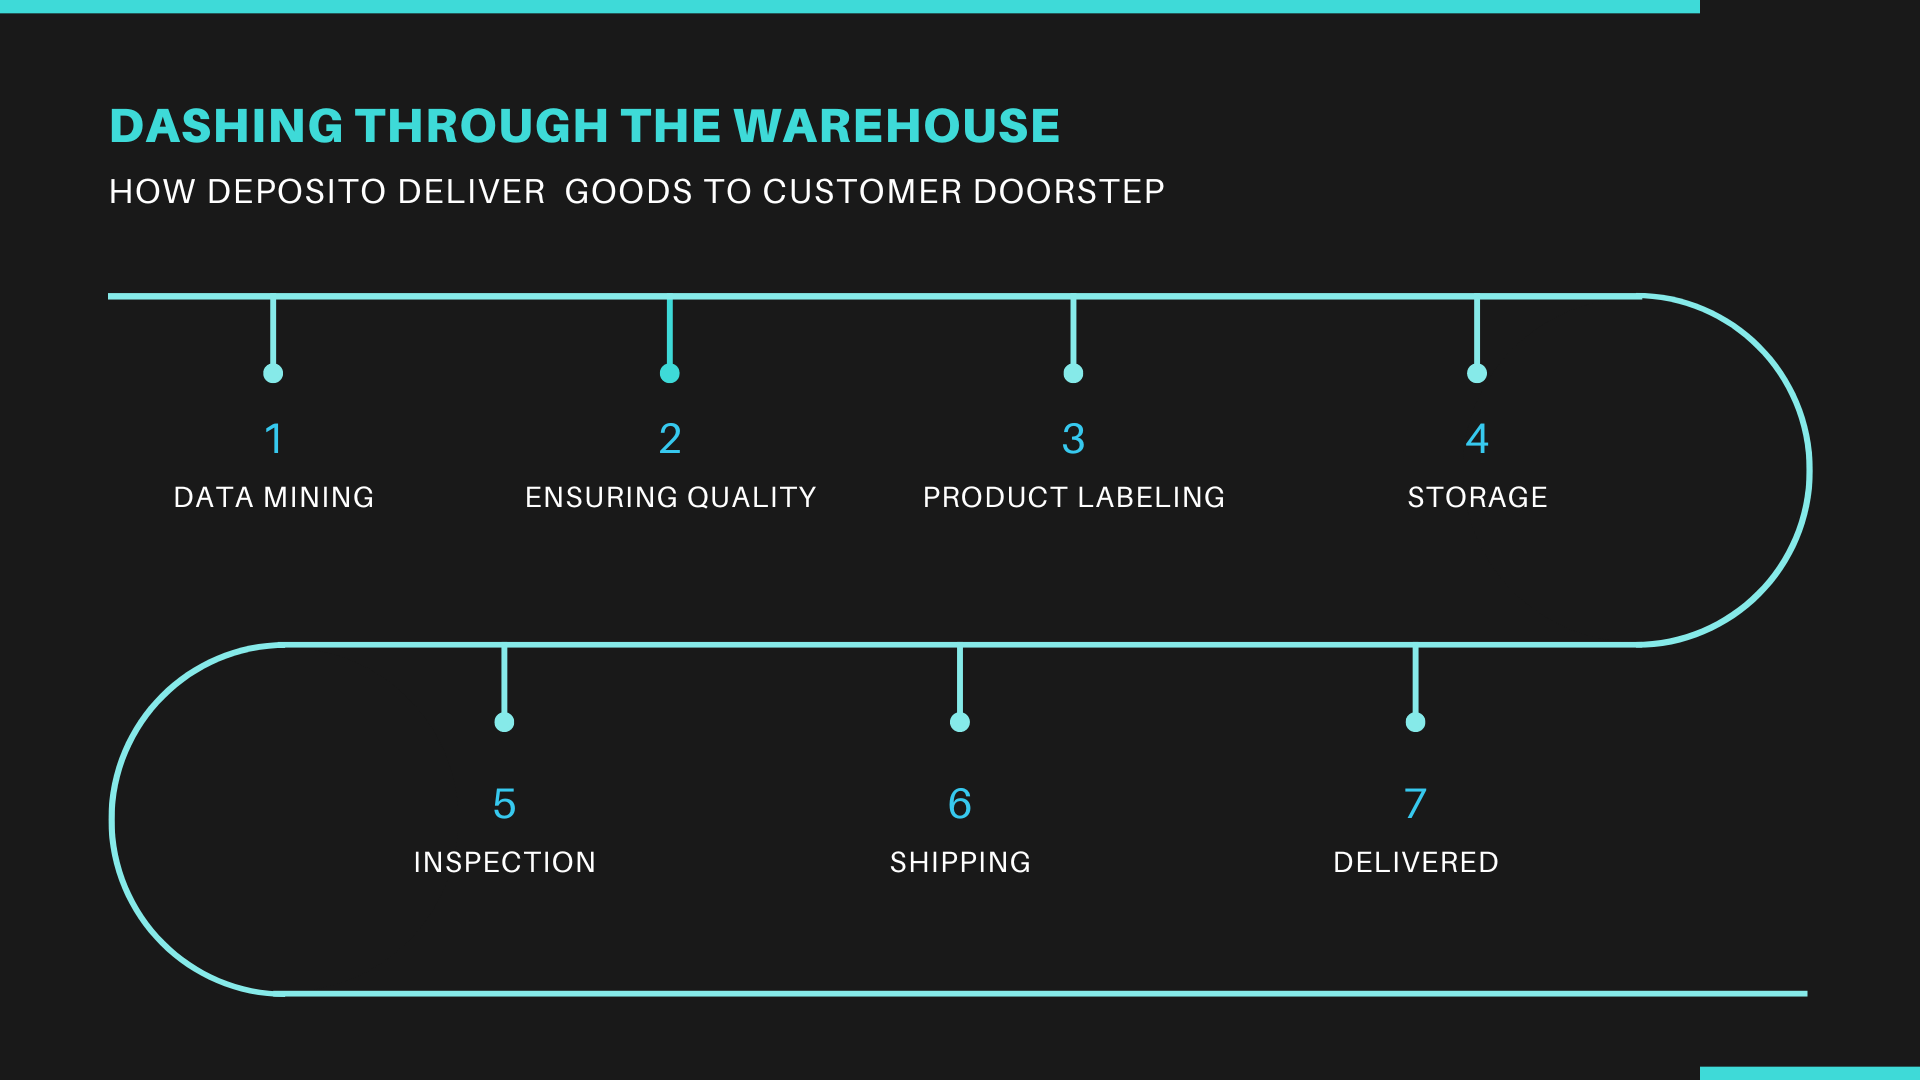 DASHING THROUGH THE WAREHOUSE
HOW DEPOSITO DELIVER  GOODS TO CUSTOMER DOORSTEP
1
DATA MINING
2
ENSURING QUALITY
3
PRODUCT LABELING
4
STORAGE
5
INSPECTION
6
SHIPPING
7
DELIVERED